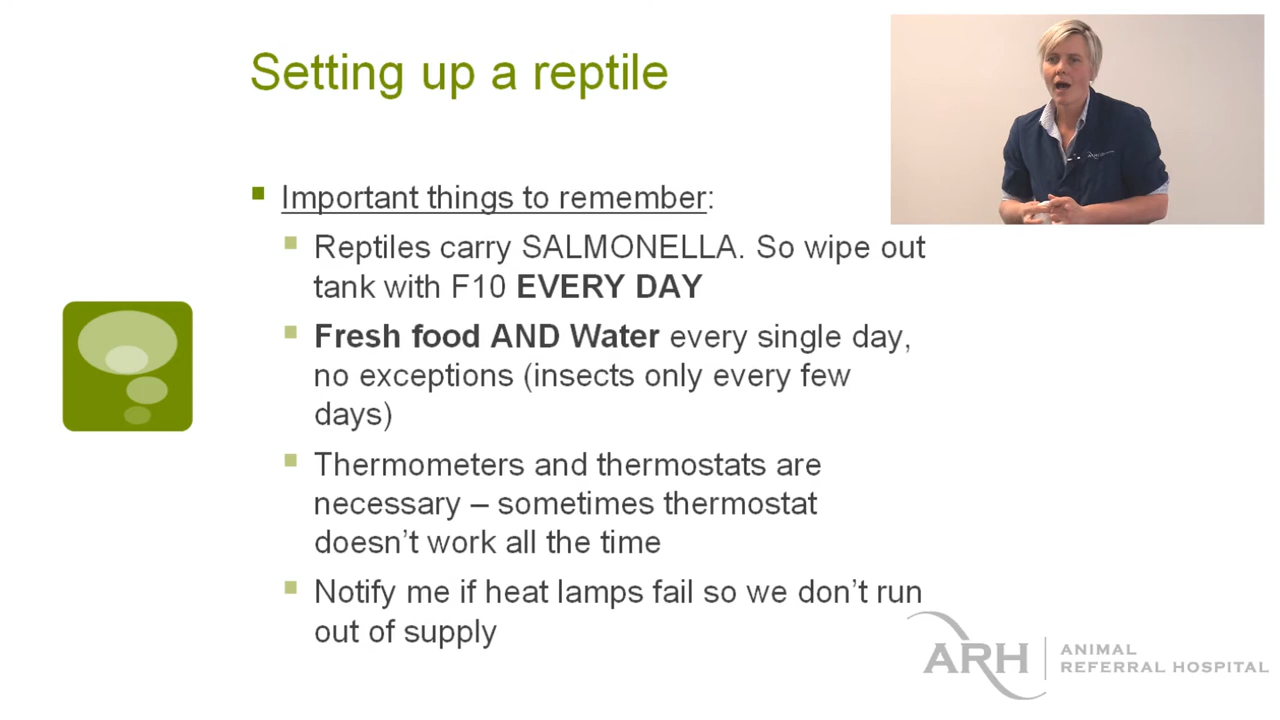 Setting up a reptile
Important things to remember:
Reptiles carry SALMONELLA. So wipe out
tank with F10 EVERY DAY
Fresh food AND Water every single day,
no exceptions (insects only every few
days)
Thermometers and thermostats are
necessary – sometimes thermostat
doesn’t work all the time
Notify me if heat lamps fail so we don’t run
out of supply
ARH
ANIMAL
REFERRAL HOSPITAL